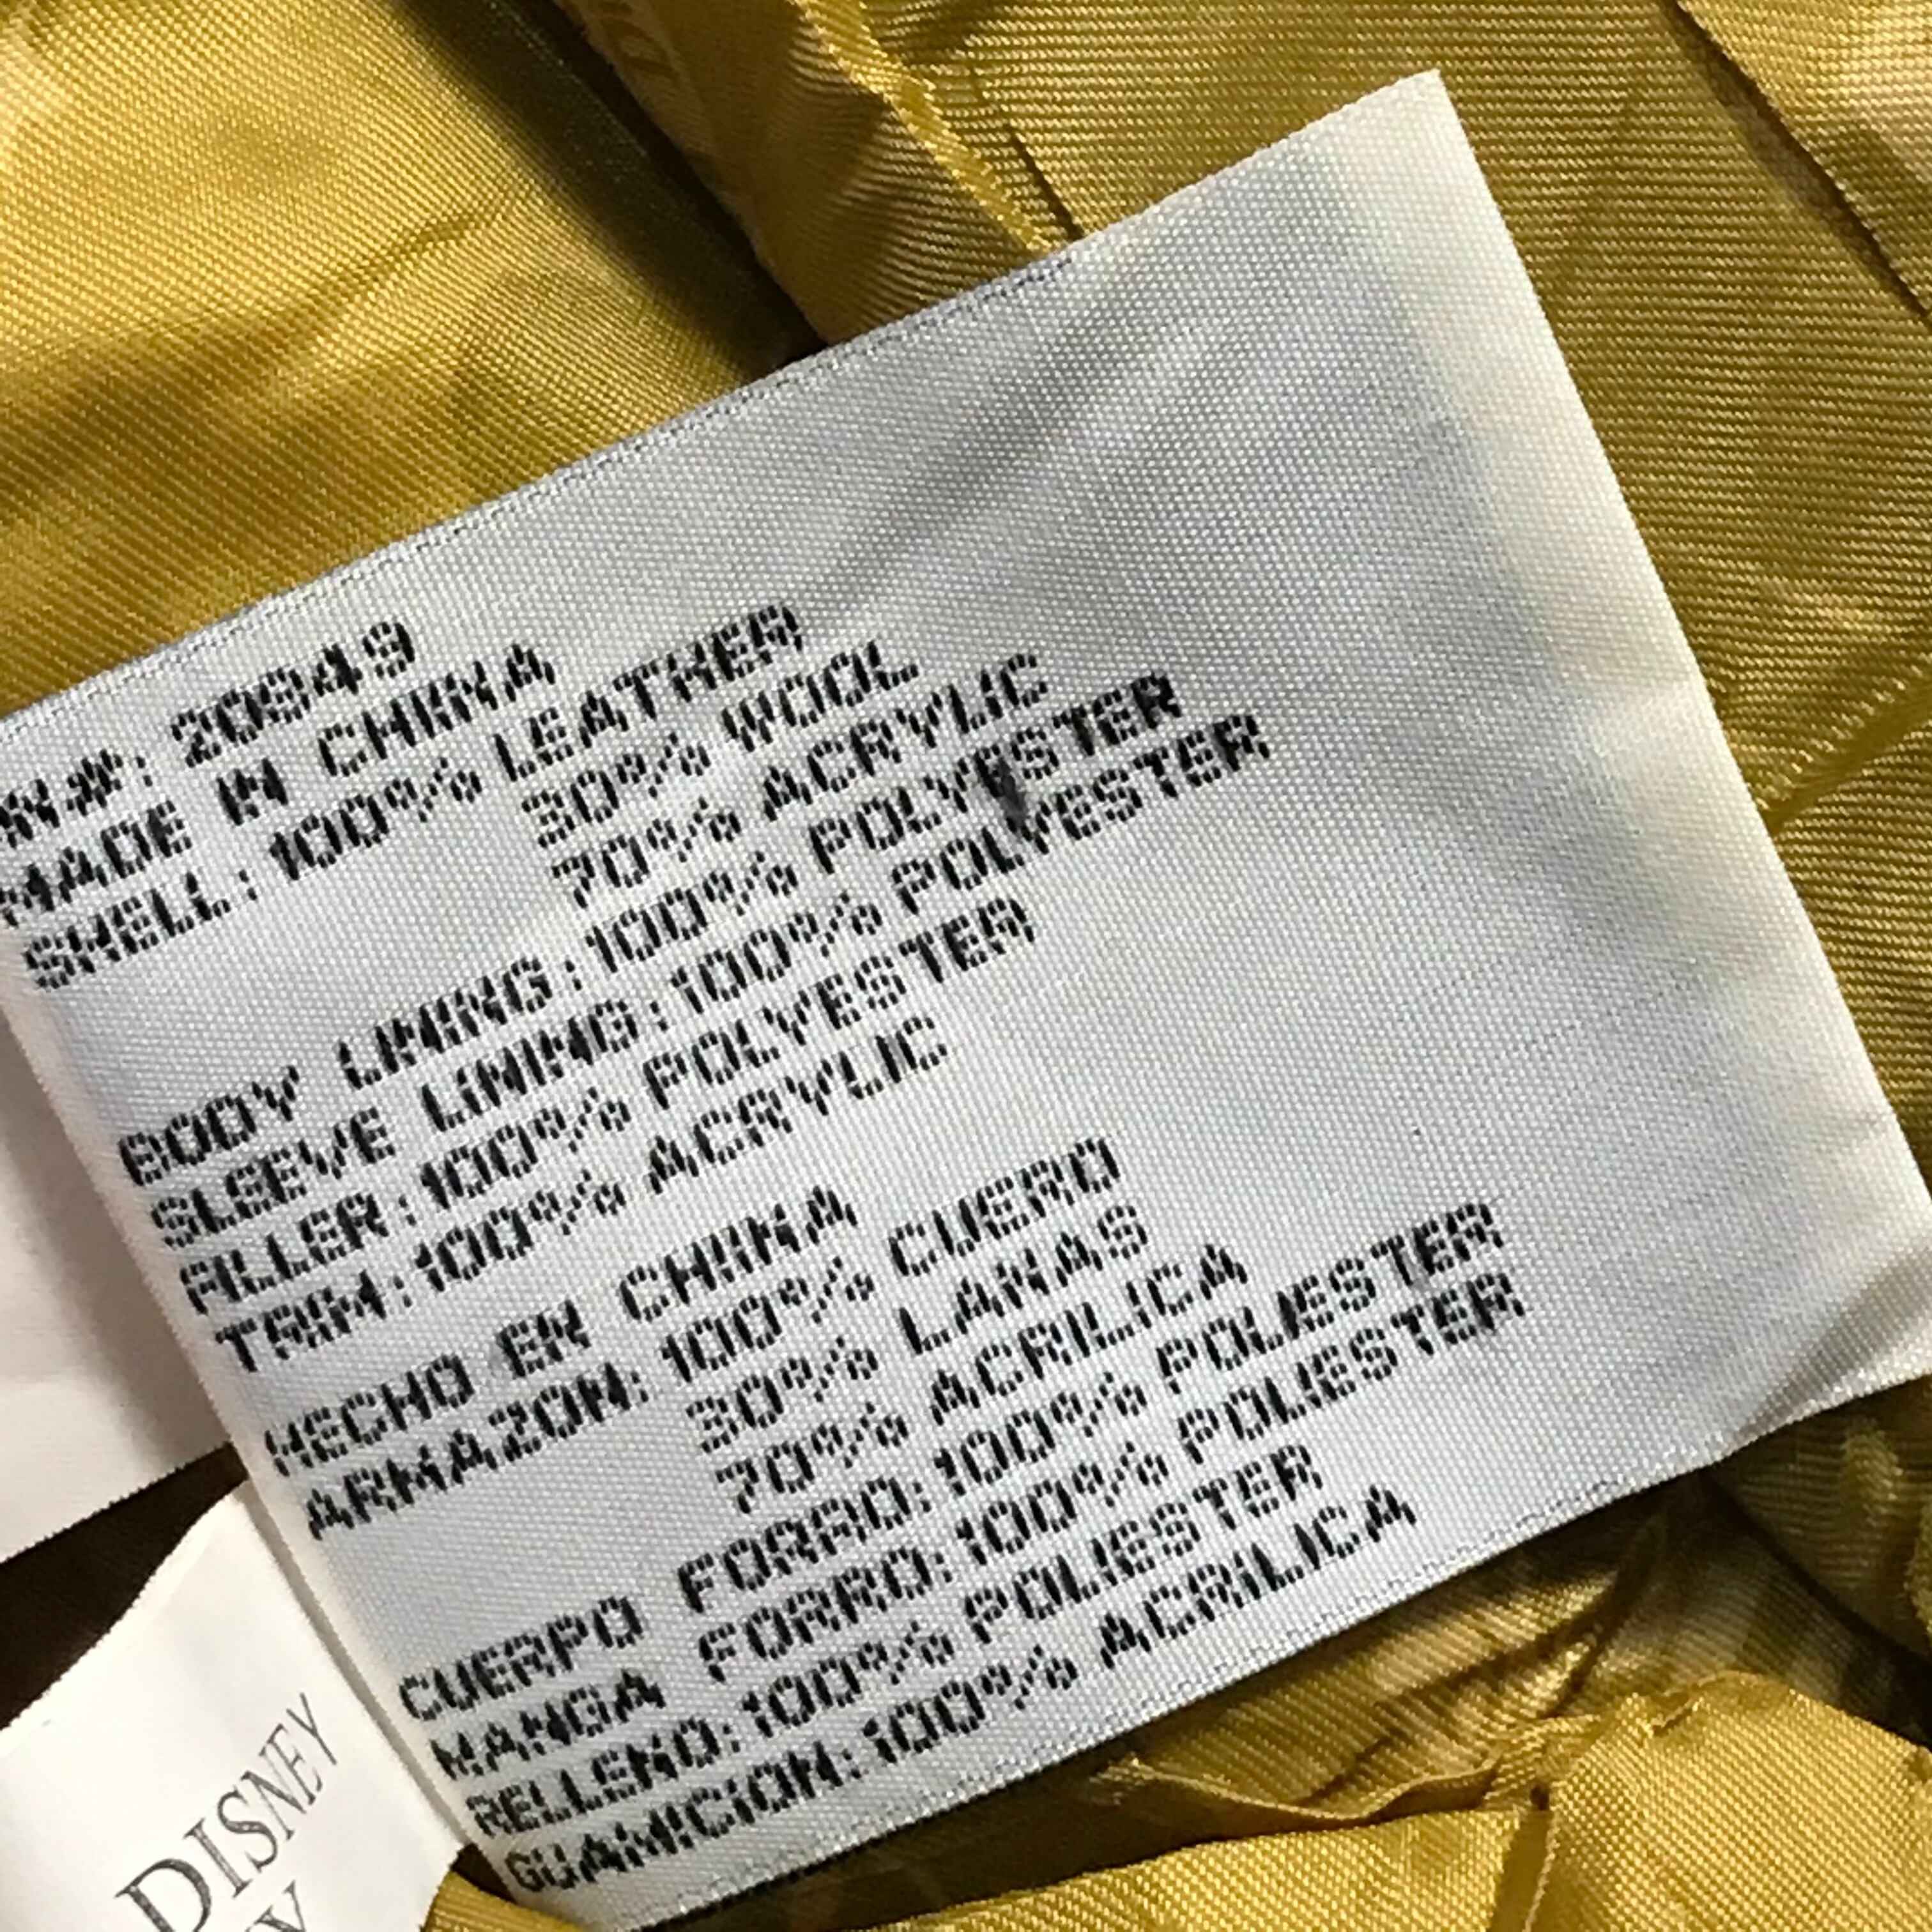 N#: 20949
MADE IN CHINA
SHELL: 100% LEATHER
30% WOOL
70% ACRYLIC
BODY LINING: 100% POLYESTER
SLEEVE LINING: 100% POLYESTER
FILLER: 100% POLYESTER
TRIM: 100% ACRYLIC
HECHO EN CHINA
ARMAZON: 100% CUERO
30% LANAS
70% ACRILICA
CUERPO FORRO: 100% POLIESTER
MANGA FORRO: 100% POLIESTER
RELLENO: 100% POLIESTER
GUAMICION: 100% ACRILICA
DISNEY